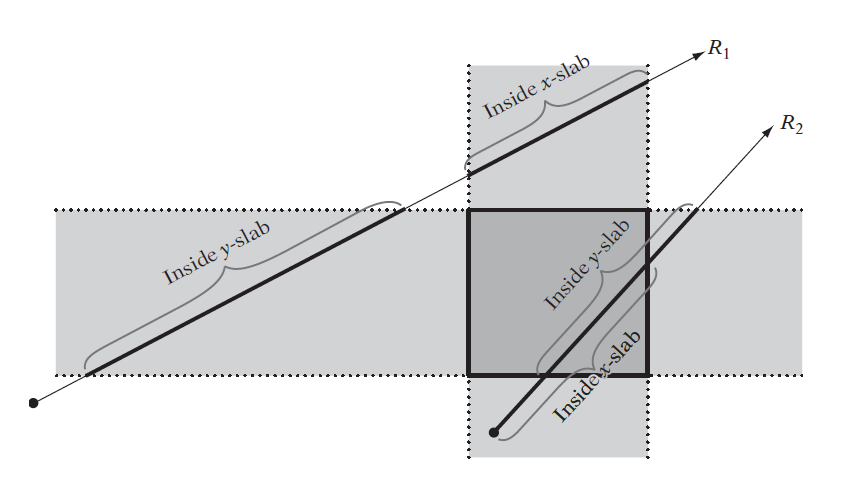 R1
Inside x-slab
R2
Inside y-slab
Inside y-slab
Inside x-slab